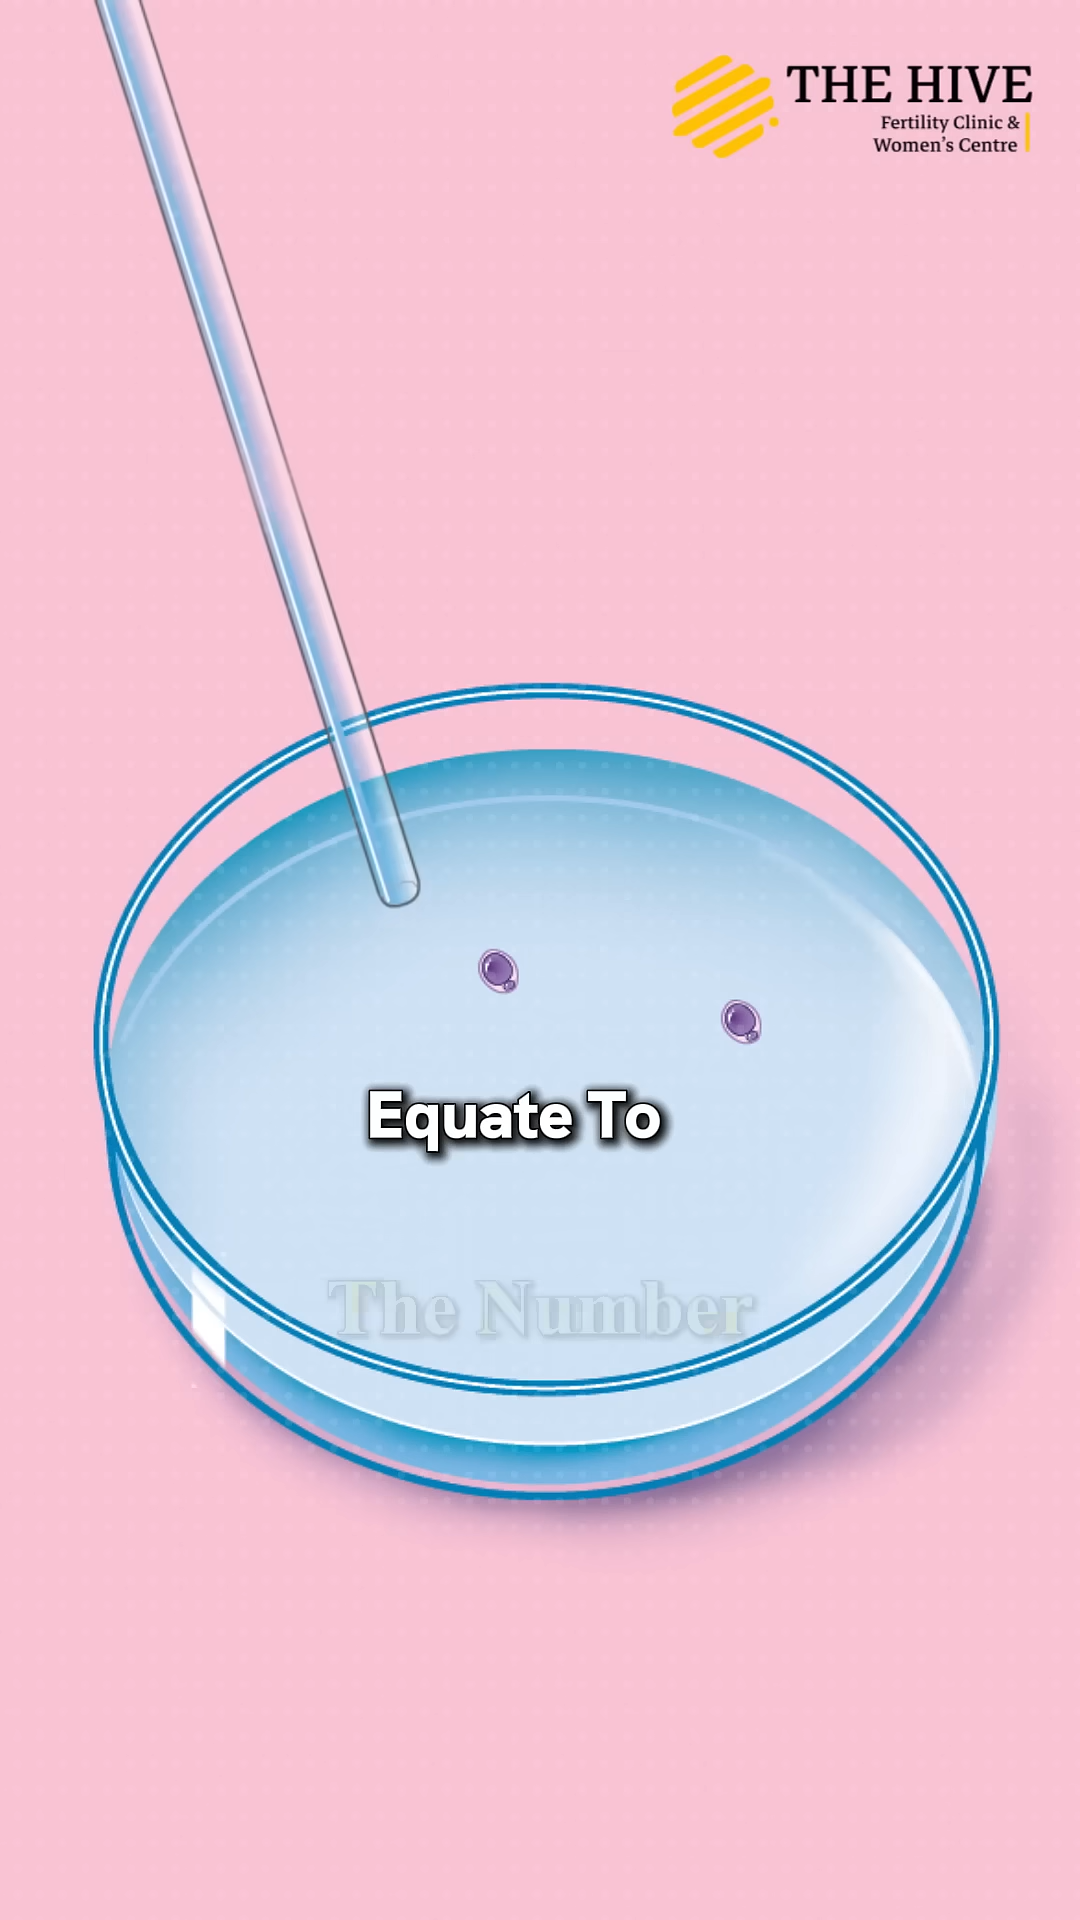 THE HIVE
Fertility Clinic &
Women's Centre
Equate To
The Number